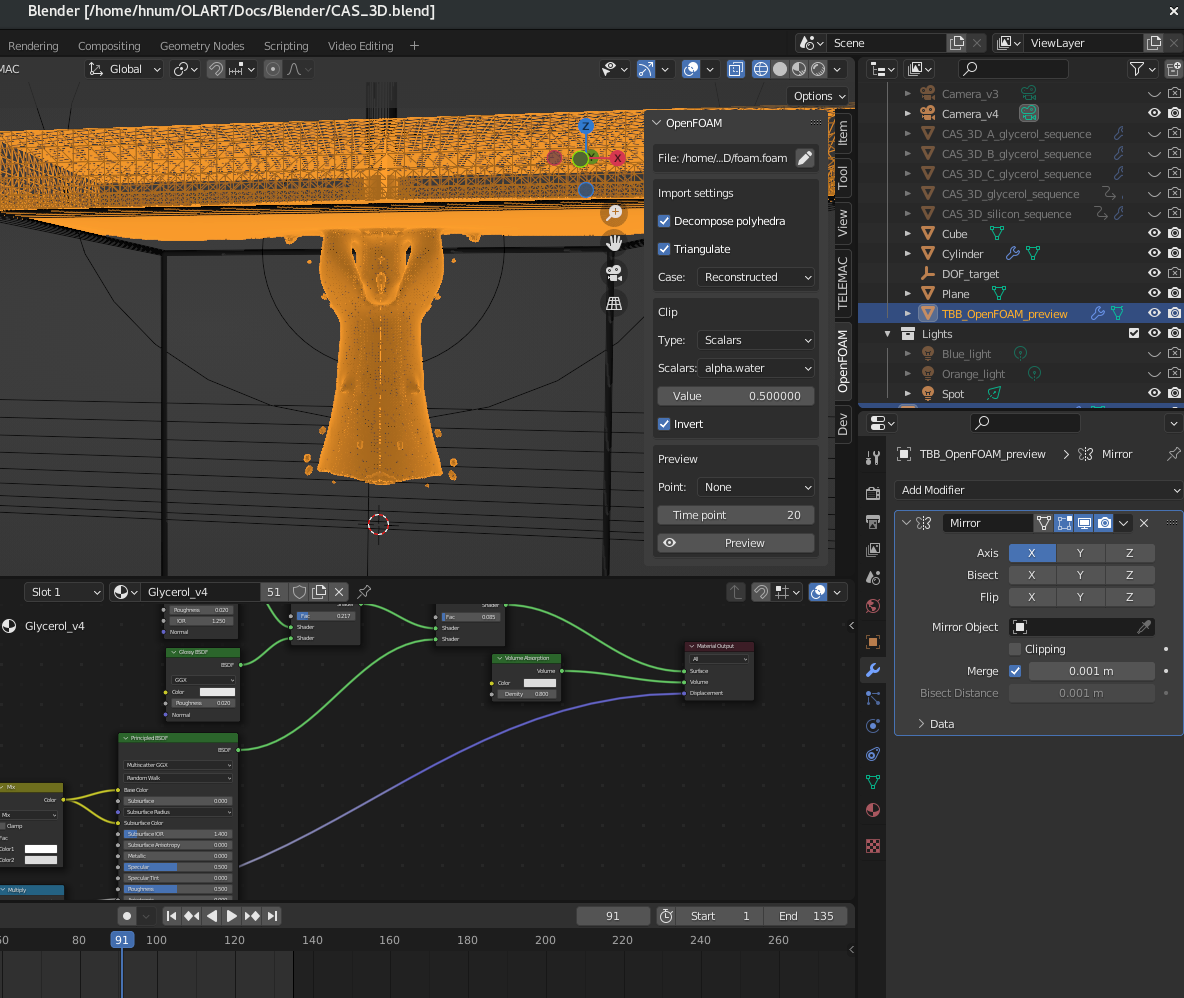 Blender [/home/hnum/OLART/Docs/Blender/CAS_3D.blend]
Rendering Compositing Geometry Nodes Scripting Video Editing + Scene ViewLayer
MAC Global
Options
Z
X
OpenFOAM
File: /home/...D/foam.foam
Import settings
Decompose polyhedra
Triangulate
Case: Reconstructed
Clip
Type: Scalars
Scalars: alpha.water
Value 0.500000
Invert
Preview
Point: None
Time point 20
Preview
Item
Tool
View
TELEMAC
OpenFOAM
Dev
Camera_v3
Camera_v4
CAS_3D_A_glycerol_sequence
CAS_3D_B_glycerol_sequence
CAS_3D_C_glycerol_sequence
CAS_3D_glycerol_sequence
CAS_3D_silicon_sequence
Cube
Cylinder
DOF_target
Plane
TBB_OpenFOAM_preview
Lights
Blue_light
Orange_light
Spot
TBB_OpenFOAM_preview > Mirror
Add Modifier
Mirror
Axis X Y Z
Bisect X Y Z
Flip X Y Z
Mirror Object
Clipping
Merge 0.001 m
Bisect Distance 0.001 m
Data
Slot 1 Glycerol_v4 51
Glycerol_v4
Roughness 0.020
IOR 1.250
Normal
Shader
Fac: 0.217
Shader
Shader
Shader
Fac: 0.085
Shader
Shader
Glossy BSDF
BSDF
GGX
Color
Roughness 0.020
Normal
Volume Absorption
Volume
Color
Density 0.800
Material Output
All
Surface
Volume
Displacement
Principled BSDF
BSDF
Multiscatter GGX
Random Walk
Base Color
Subsurface 0.000
Subsurface Radius
Subsurface Color
Subsurface IOR 1.400
Subsurface Anisotropy 0.000
Metallic 0.000
Specular 0.500
Specular Tint 0.000
Roughness 0.500
Mix
Color
Mix
Clamp
Fac
Color1
Color2
Multiply
91 Start 1 End 135
60 80 91 100 120 140 160 180 200 220 240 260